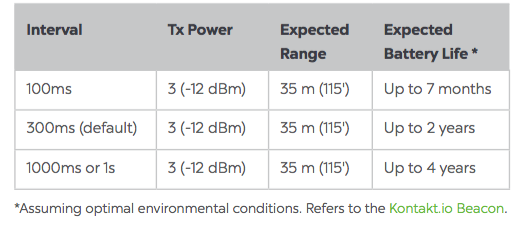 Interval Tx Power Expected Range Expected Battery Life *
100ms 3 (-12 dBm) 35 m (115') Up to 7 months
300ms (default) 3 (-12 dBm) 35 m (115') Up to 2 years
1000ms or 1s 3 (-12 dBm) 35 m (115') Up to 4 years
*Assuming optimal environmental conditions. Refers to the Kontakt.io Beacon.